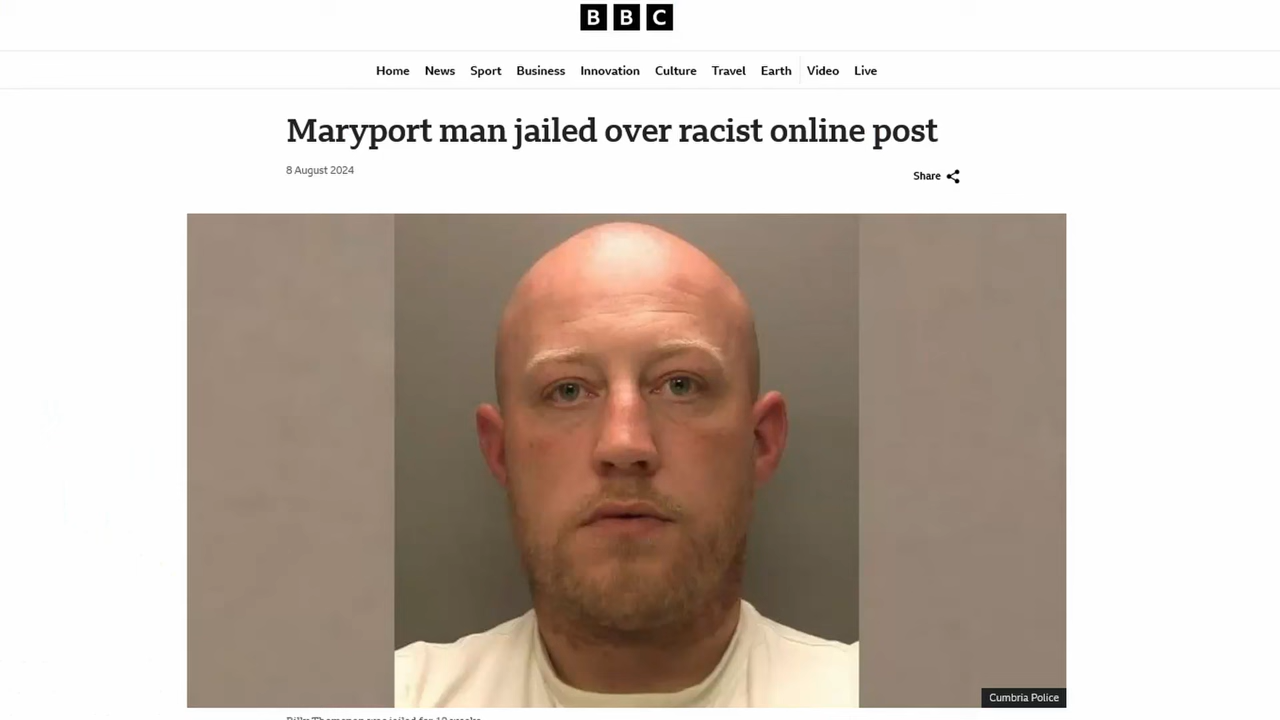 BBC
Home News Sport Business Innovation Culture Travel Earth Video Live
Maryport man jailed over racist online post
8 August 2024
Share
Cumbria Police